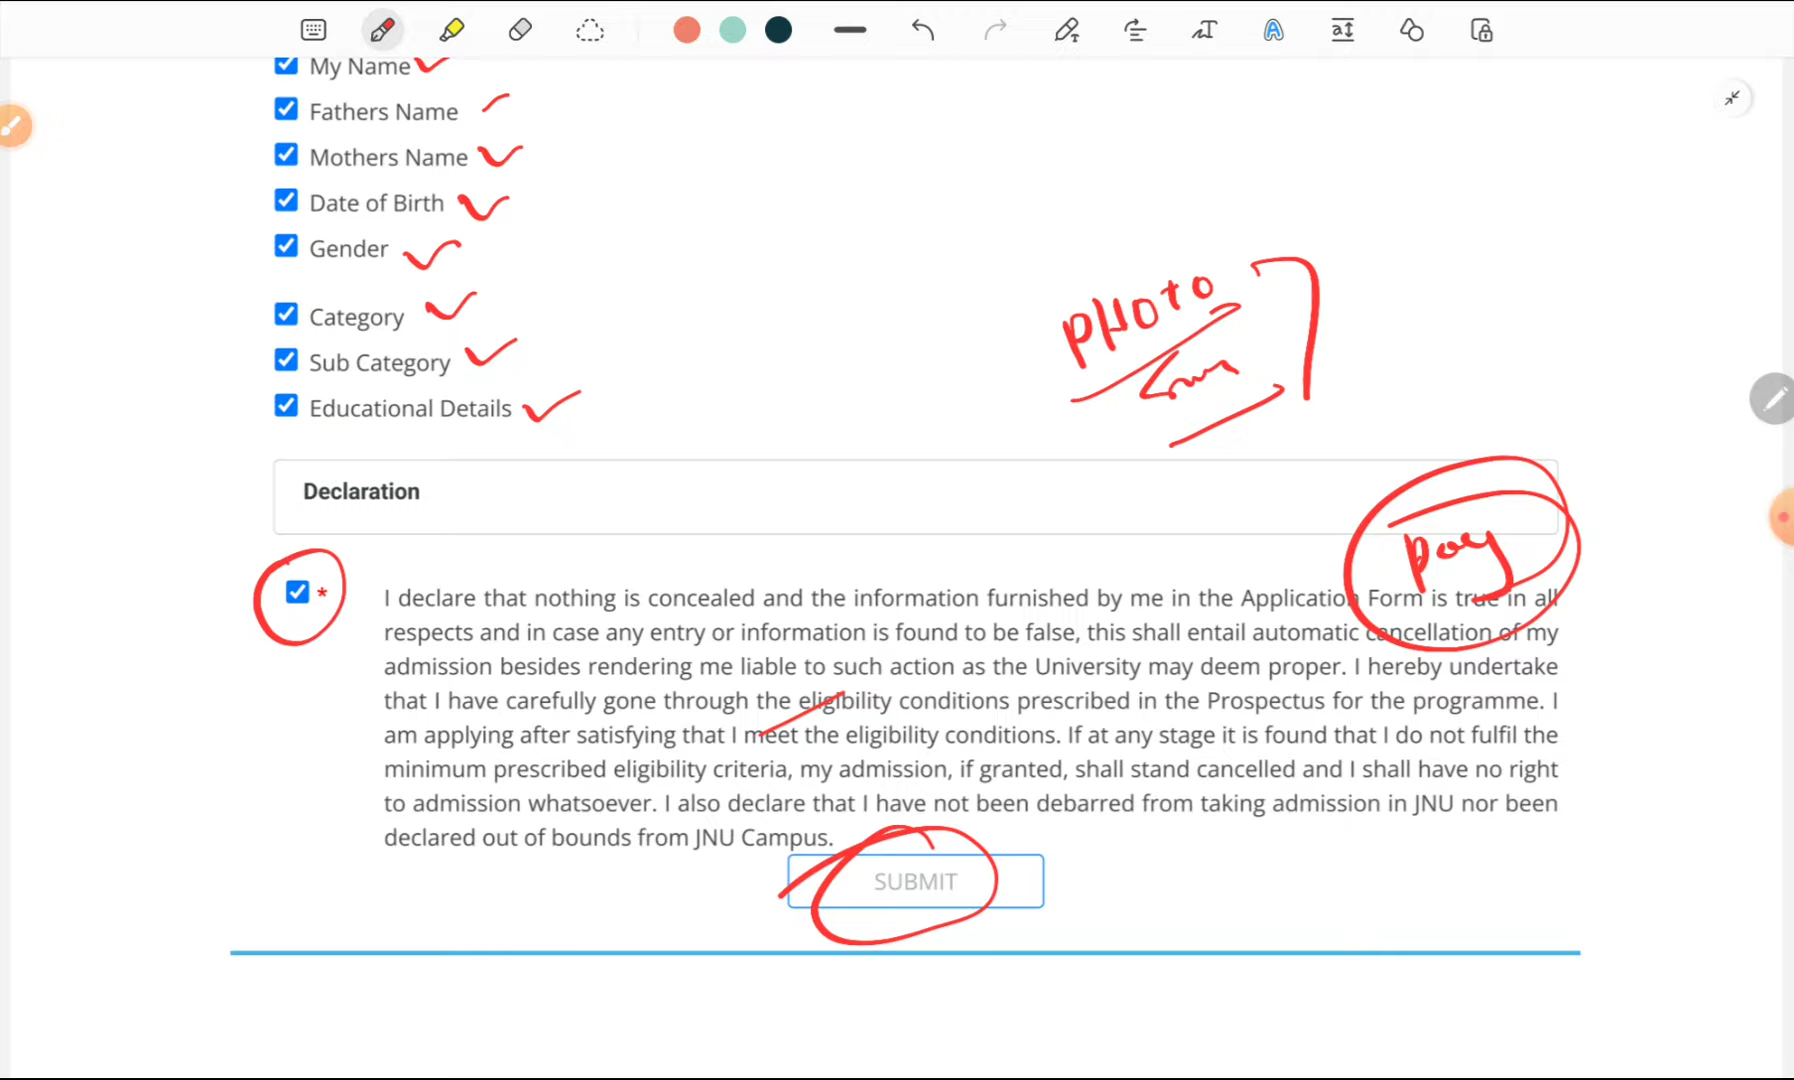 My Name
Fathers Name
Mothers Name
Date of Birth
Gender
Category
Sub Category
Educational Details
PHOTO
Declaration
Pay
* I declare that nothing is concealed and the information furnished by me in the Application Form is true in all
respects and in case any entry or information is found to be false, this shall entail automatic cancellation of my
admission besides rendering me liable to such action as the University may deem proper. I hereby undertake
that I have carefully gone through the eligibility conditions prescribed in the Prospectus for the programme. I
am applying after satisfying that I meet the eligibility conditions. If at any stage it is found that I do not fulfil the
minimum prescribed eligibility criteria, my admission, if granted, shall stand cancelled and I shall have no right
to admission whatsoever. I also declare that I have not been debarred from taking admission in JNU nor been
declared out of bounds from JNU Campus.
SUBMIT